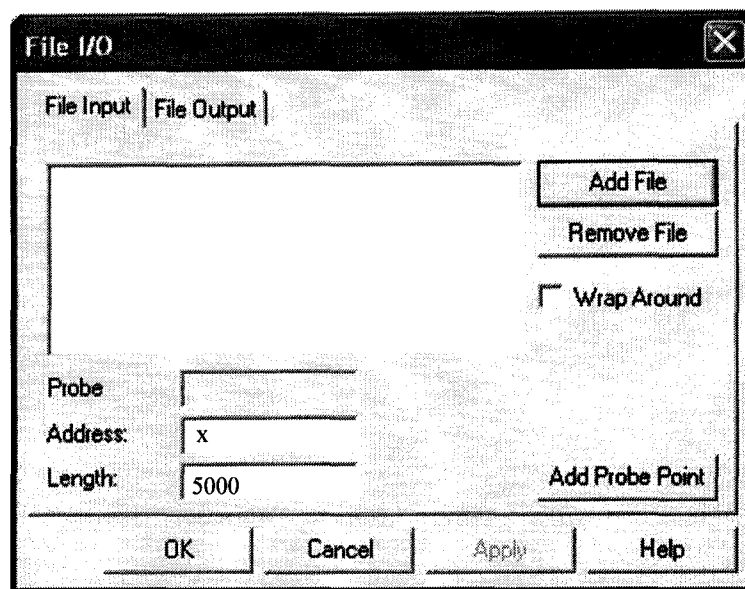 File I/O
File Input File Output
Add File
Remove File
Wrap Around
Probe
Address: x
Length: 5000
Add Probe Point
OK Cancel Apply Help